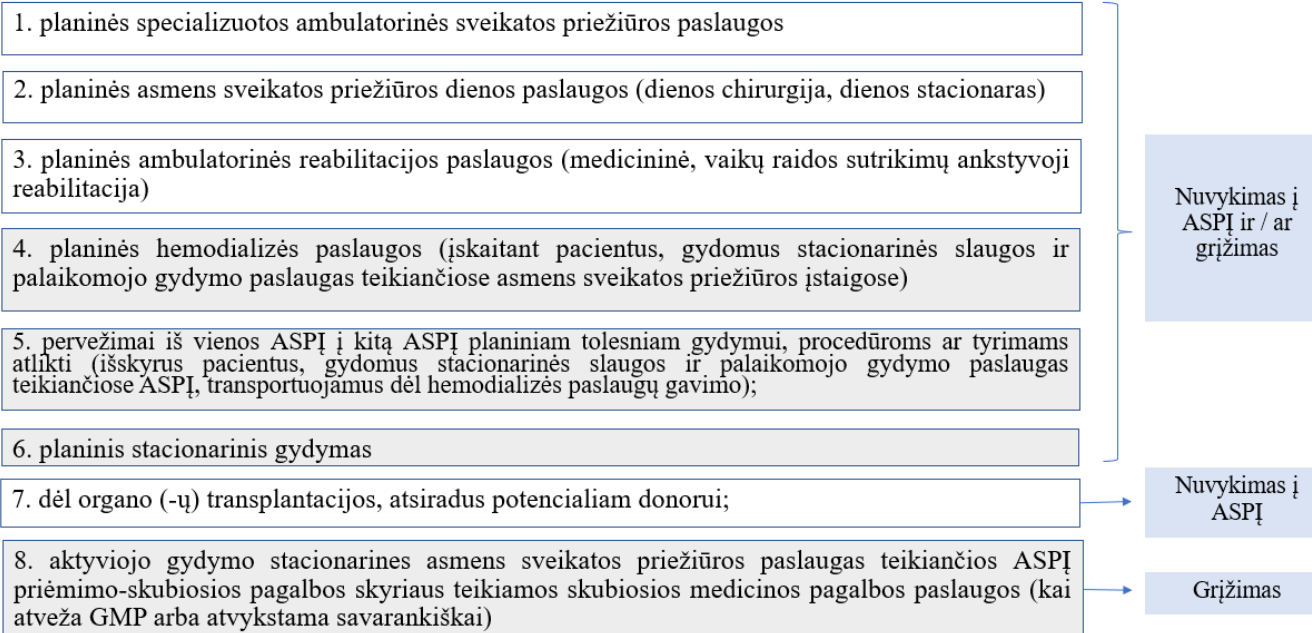 1. planinės specializuotos ambulatorinės sveikatos priežiūros paslaugos
2. planinės asmens sveikatos priežiūros dienos paslaugos (dienos chirurgija, dienos stacionaras)
3. planinės ambulatorinės reabilitacijos paslaugos (medicininė, vaikų raidos sutrikimų ankstyvoji
reabilitacija)
4. planinės hemodializės paslaugos (įskaitant pacientus, gydomus stacionarinės slaugos ir
palaikomojo gydymo paslaugas teikiančiose asmens sveikatos priežiūros įstaigose)
5. pervežimai iš vienos ASPĮ į kitą ASPĮ planiniam tolesniam gydymui, procedūroms ar tyrimams
atlikti (išskyrus pacientus, gydomus stacionarinės slaugos ir palaikomojo gydymo paslaugas
teikiančiose ASPĮ, transportuojamus dėl hemodializės paslaugų gavimo);
6. planinis stacionarinis gydymas
Nuvykimas į
ASPĮ ir / ar
grįžimas
7. dėl organo (-ų) transplantacijos, atsiradus potencialiam donorui;
Nuvykimas į
ASPĮ
8. aktyviojo gydymo stacionarines asmens sveikatos priežiūros paslaugas teikiančios ASPĮ
priėmimo-skubiosios pagalbos skyriaus teikiamos skubiosios medicinos pagalbos paslaugos (kai
atveža GMP arba atvykstama savarankiškai)
Grįžimas